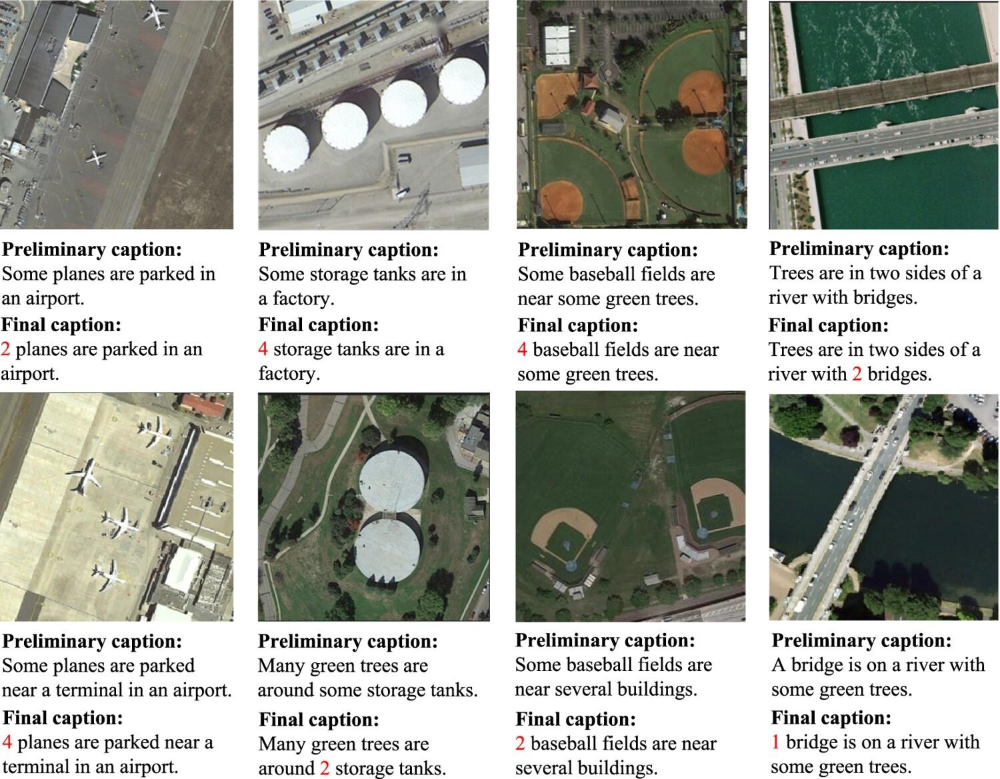 Preliminary caption:
Some planes are parked in
an airport.
Final caption:
2 planes are parked in an
airport.
Preliminary caption:
Some storage tanks are in
a factory.
Final caption:
4 storage tanks are in a
factory.
Preliminary caption:
Some baseball fields are
near some green trees.
Final caption:
4 baseball fields are near
some green trees.
Preliminary caption:
Trees are in two sides of a
river with bridges.
Final caption:
Trees are in two sides of a
river with 2 bridges.
Preliminary caption:
Some planes are parked
near a terminal in an airport.
Final caption:
4 planes are parked near a
terminal in an airport.
Preliminary caption:
Many green trees are
around some storage tanks.
Final caption:
Many green trees are
around 2 storage tanks.
Preliminary caption:
Some baseball fields are
near several buildings.
Final caption:
2 baseball fields are near
several buildings.
Preliminary caption:
A bridge is on a river with
some green trees.
Final caption:
1 bridge is on a river with
some green trees.